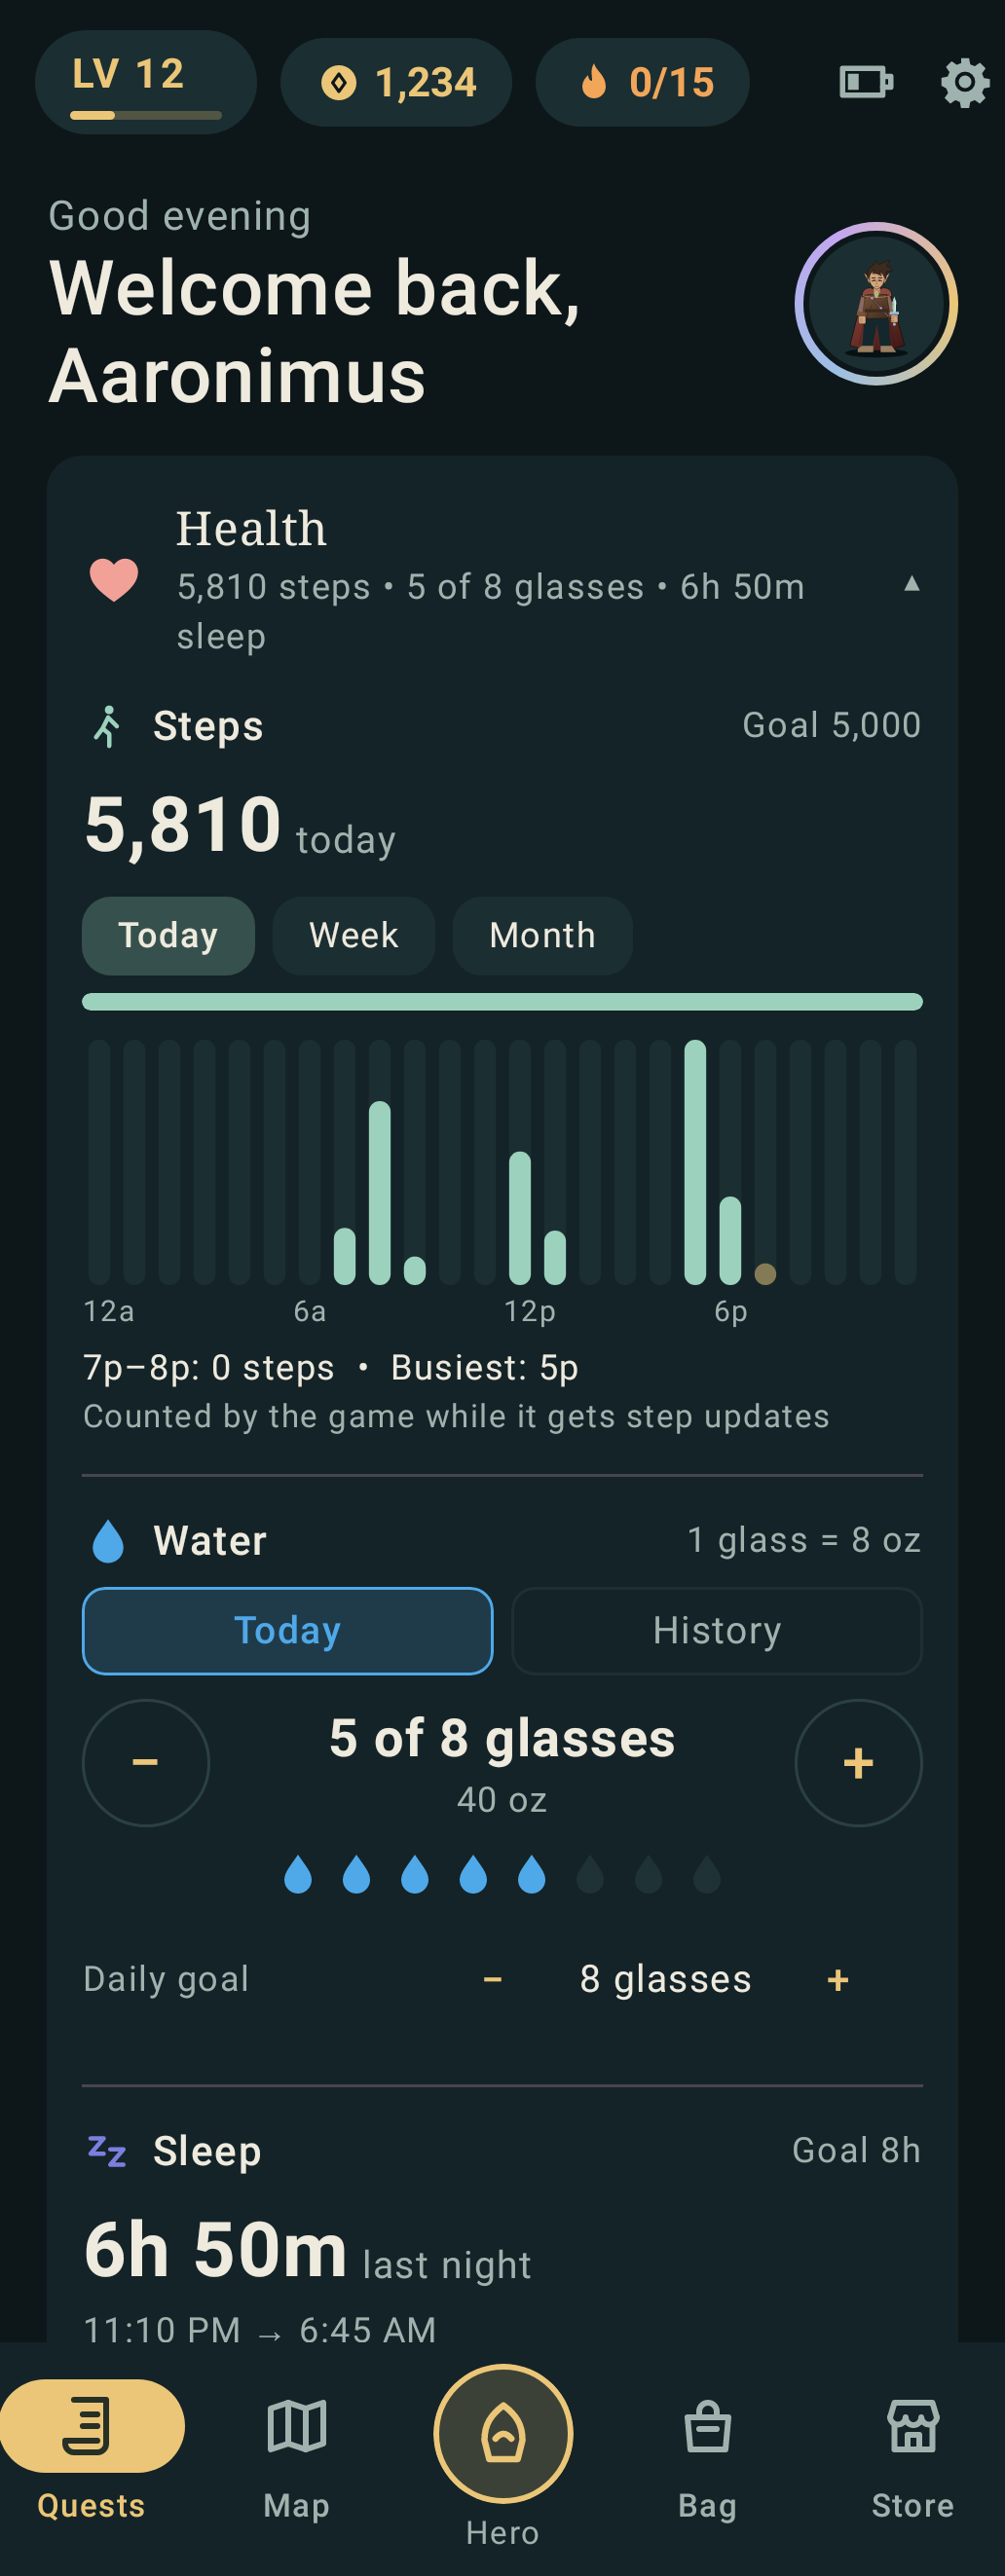 LV 12
1,234
0/15
Good evening
Welcome back,
Aaronimus
Health
5,810 steps • 5 of 8 glasses • 6h 50m
sleep
▲
Steps
Goal 5,000
5,810 today
Today
Week
Month
12a
6a
12p
6p
7p–8p: 0 steps • Busiest: 5p
Counted by the game while it gets step updates
Water
1 glass = 8 oz
Today
History
−
5 of 8 glasses
+
40 oz
Daily goal
−
8 glasses
+
Sleep
Goal 8h
6h 50m last night
11:10 PM → 6:45 AM
Quests
Map
Hero
Bag
Store